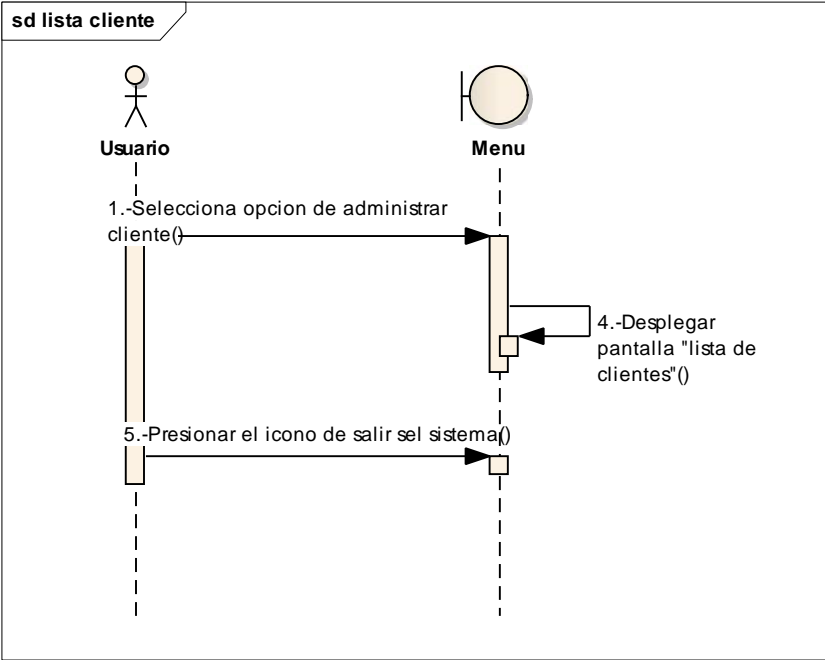 sd lista cliente
Usuario
Menu
1.-Selecciona opcion de administrar
cliente()
4.-Desplegar
pantalla "lista de
clientes"()
5.-Presionar el icono de salir sel sistema()